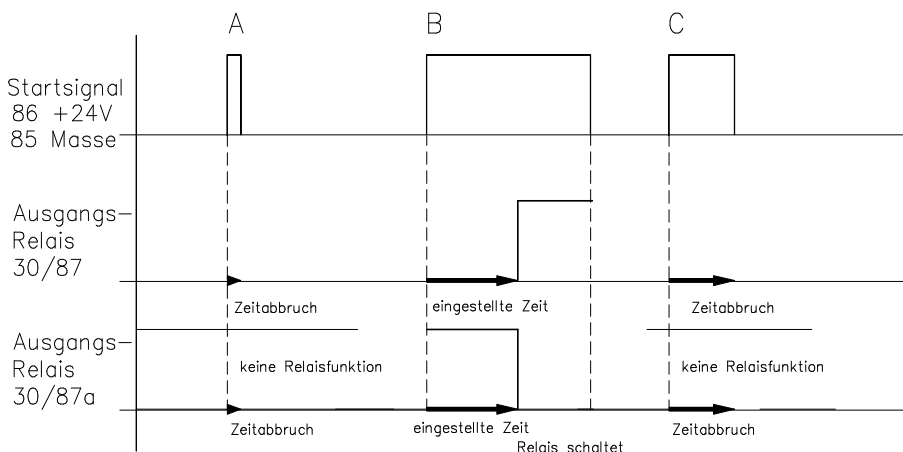 A B C
Startsignal
86 +24V
85 Masse
Ausgangs-
Relais
30/87
Zeitabbruch eingestellte Zeit Zeitabbruch
Ausgangs-
Relais
30/87a
keine Relaisfunktion keine Relaisfunktion
Zeitabbruch eingestellte Zeit Zeitabbruch
Relais schaltet